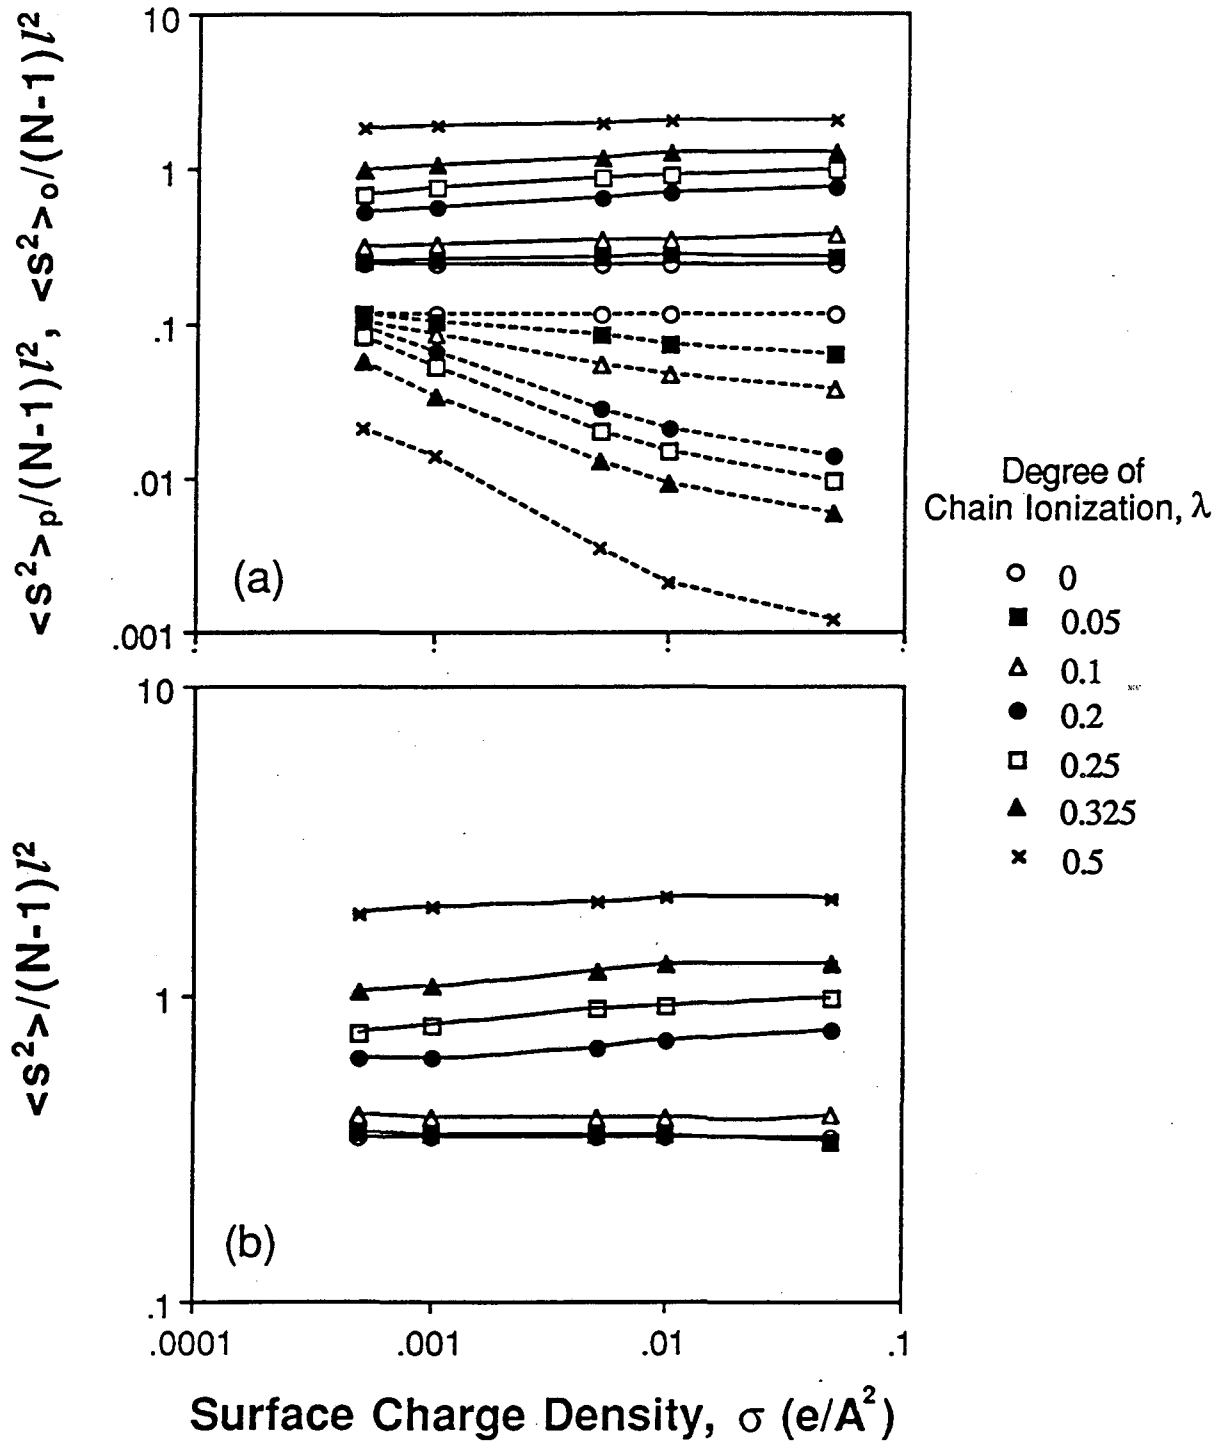 10
1
.1
.01
.001
<s²>p/(N-1)l², <s²>o/(N-1)l²
(a)
Degree of
Chain Ionization, λ
0
0.05
0.1
0.2
0.25
0.325
0.5
10
1
.1
<s²>/(N-1)l²
(b)
.0001 .001 .01 .1
Surface Charge Density, σ (e/A²)